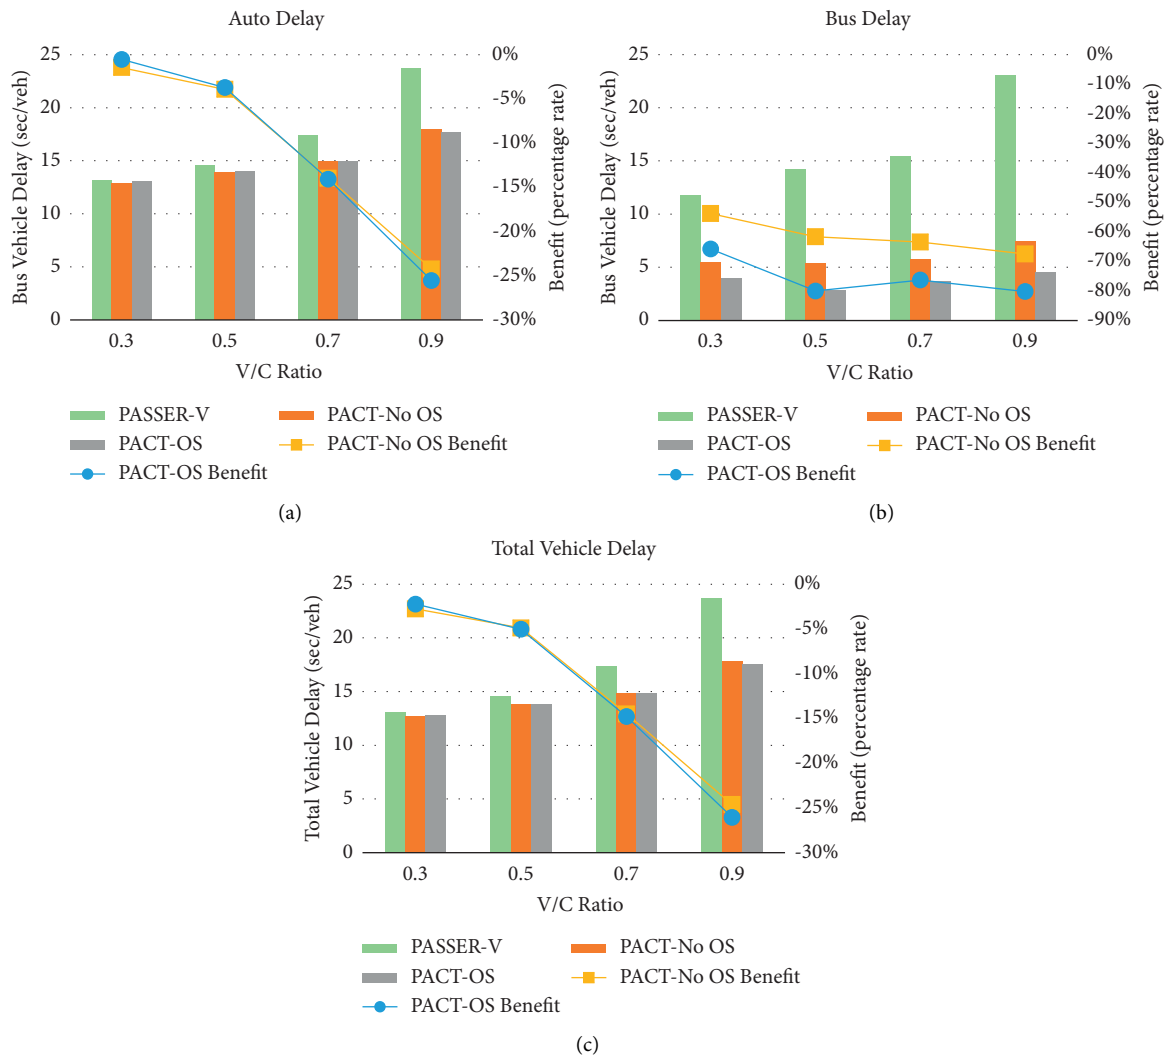 Auto Delay
Bus Vehicle Delay (sec/veh)
25
20
15
10
5
0
0%
-5%
-10%
-15%
-20%
-25%
-30%
Benefit (percentage rate)
0.3 0.5 0.7 0.9
V/C Ratio
PASSER-V PACT-No OS
PACT-OS PACT-No OS Benefit
PACT-OS Benefit
(a)
Bus Delay
Bus Vehicle Delay (sec/veh)
25
20
15
10
5
0
0%
-10%
-20%
-30%
-40%
-50%
-60%
-70%
-80%
-90%
Benefit (percentage rate)
0.3 0.5 0.7 0.9
V/C Ratio
PASSER-V PACT-No OS
PACT-OS PACT-No OS Benefit
PACT-OS Benefit
(b)
Total Vehicle Delay
Total Vehicle Delay (sec/veh)
25
20
15
10
5
0
0%
-5%
-10%
-15%
-20%
-25%
-30%
Benefit (percentage rate)
0.3 0.5 0.7 0.9
V/C Ratio
PASSER-V PACT-No OS
PACT-OS PACT-No OS Benefit
PACT-OS Benefit
(c)